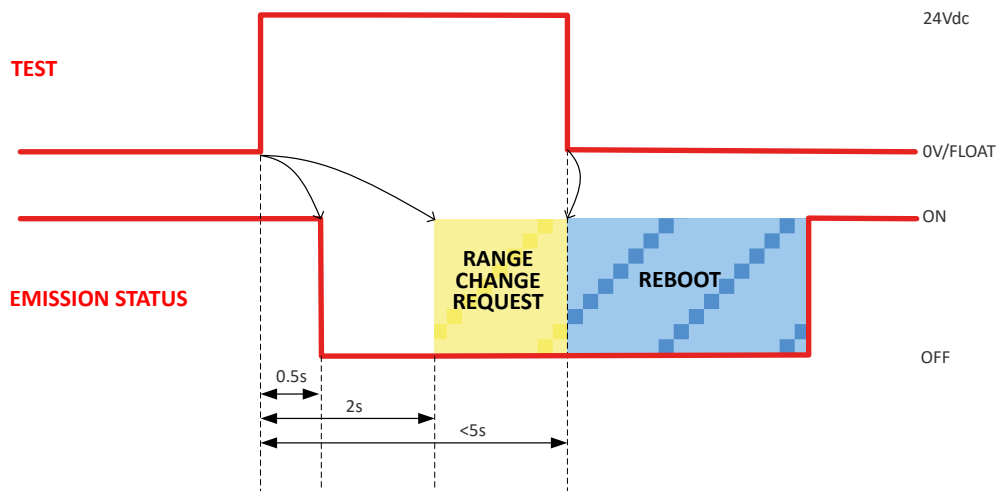 24Vdc
TEST
0V/FLOAT
ON
RANGE
CHANGE
REQUEST
REBOOT
EMISSION STATUS
OFF
0.5s
2s
<5s